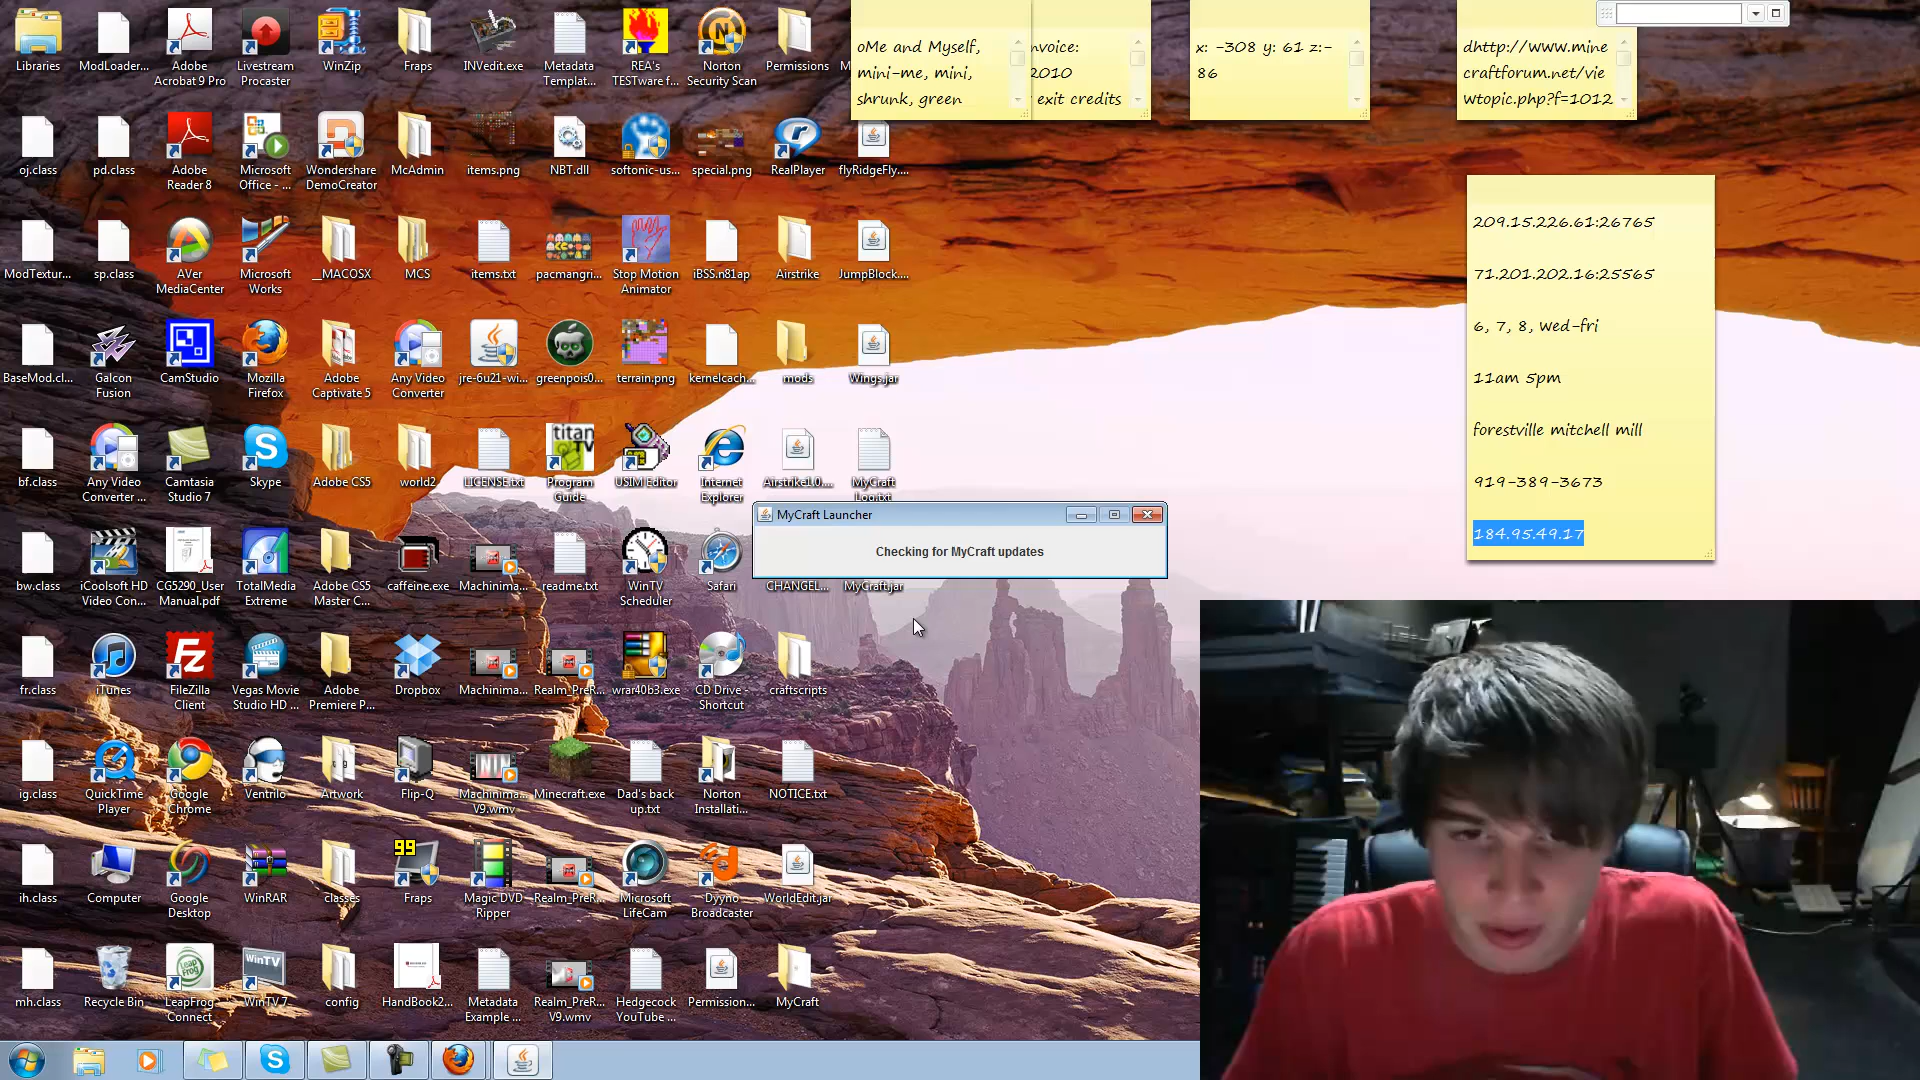 oMe and Myself,
mini-me, mini,
shrunk, green
nvoice:
2010
exit credits
x: -308 y: 61 z:-
86
dhttp://www.mine
craftforum.net/vie
wtopic.php?f=1012
209.15.226.61:26765
71.201.202.16:25565
6, 7, 8, wed-fri
11am 5pm
forestville mitchell mill
919-389-3673
184.95.49.17
Libraries
ModLoader...
Adobe
Acrobat 9 Pro
Livestream
Procaster
WinZip
Fraps
INVedit.exe
Metadata
Templat...
REA's
TESTware f...
Norton
Security Scan
Permissions
oj.class
pd.class
Adobe
Reader 8
Microsoft
Office - ...
Wondershare
DemoCreator
McAdmin
items.png
NBT.dll
softonic-us...
special.png
RealPlayer
flyRidgeFly....
ModTextur...
sp.class
AVer
MediaCenter
Microsoft
Works
__MACOSX
MCS
items.txt
pacmangri...
Stop Motion
Animator
iBSS.n81ap
Airstrike
JumpBlock....
BaseMod.cl...
Galcon
Fusion
CamStudio
Mozilla
Firefox
Adobe
Captivate 5
Any Video
Converter
jre-6u21-wi...
greenpois0...
terrain.png
kernelcach...
mods
Wings.jar
bf.class
Any Video
Converter ...
Camtasia
Studio 7
Skype
Adobe CS5
world2
LICENSE.txt
titan
TV
Program
Guide
USIM Editor
Internet
Explorer
Airstrike1.0....
MyCraft
Log.txt
MyCraft Launcher
Checking for MyCraft updates
bw.class
iCoolsoft HD
Video Con...
CG5290_User
Manual.pdf
TotalMedia
Extreme
Adobe CS5
Master C...
caffeine.exe
Machinima...
readme.txt
WinTV
Scheduler
Safari
CHANGEL...
MyCraft.jar
fr.class
iTunes
FileZilla
Client
Vegas Movie
Studio HD ...
Adobe
Premiere P...
Dropbox
Machinima...
Realm_PreR...
wrar40b3.exe
CD Drive -
Shortcut
craftscripts
ig.class
QuickTime
Player
Google
Chrome
Ventrilo
Artwork
Flip-Q
Machinima...
V9.wmv
Minecraft.exe
Dad's back
up.txt
Norton
Installati...
NOTICE.txt
ih.class
Computer
Google
Desktop
WinRAR
classes
99
Fraps
Magic DVD
Ripper
Realm_PreR...
Microsoft
LifeCam
Dyyno
Broadcaster
WorldEdit.jar
mh.class
Recycle Bin
LeapFrog
Connect
WinTV
WinTV 7
config
HandBook2...
Metadata
Example ...
Realm_PreR...
V9.wmv
Hedgecock
YouTube ...
Permission...
MyCraft